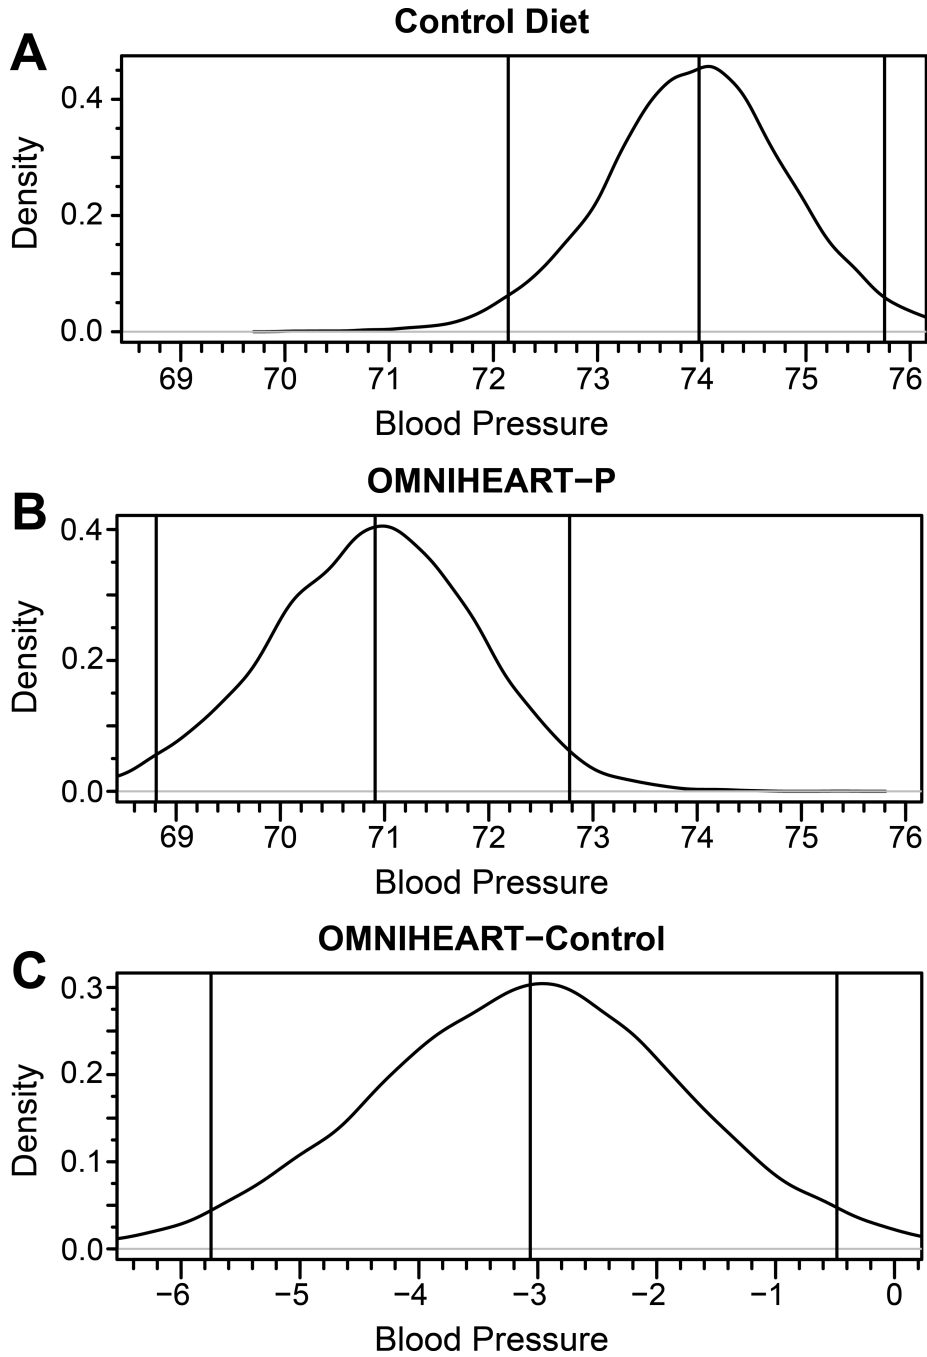 Control Diet
A
Density
0.4
0.2
0.0
69 70 71 72 73 74 75 76
Blood Pressure
OMNIHEART−P
B
Density
0.4
0.2
0.0
69 70 71 72 73 74 75 76
Blood Pressure
OMNIHEART−Control
C
Density
0.3
0.2
0.1
0.0
−6 −5 −4 −3 −2 −1 0
Blood Pressure